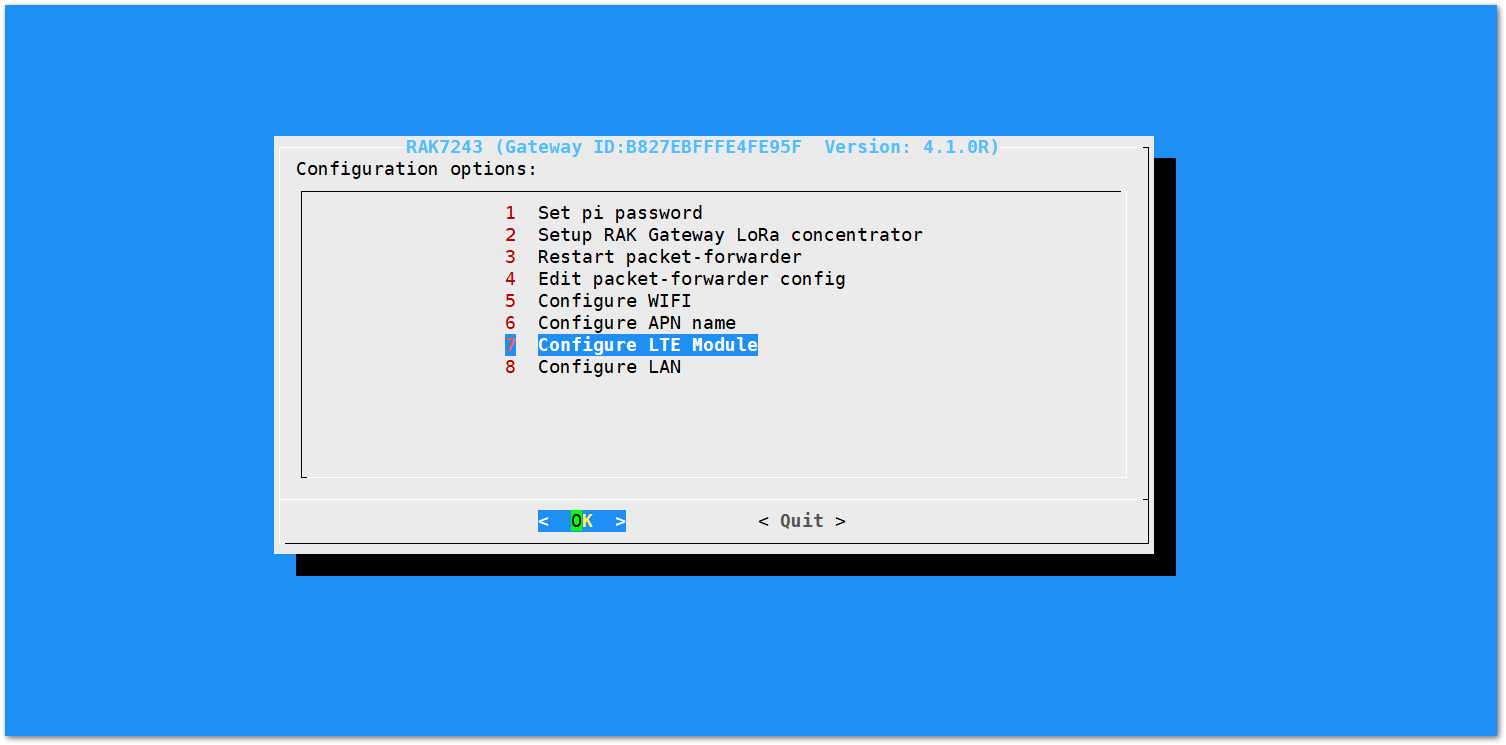 RAK7243 (Gateway ID:B827EBFFFE4FE95F  Version: 4.1.0R)
Configuration options:
1  Set pi password
2  Setup RAK Gateway LoRa concentrator
3  Restart packet-forwarder
4  Edit packet-forwarder config
5  Configure WIFI
6  Configure APN name
7  Configure LTE Module
8  Configure LAN
<  OK  >  < Quit >